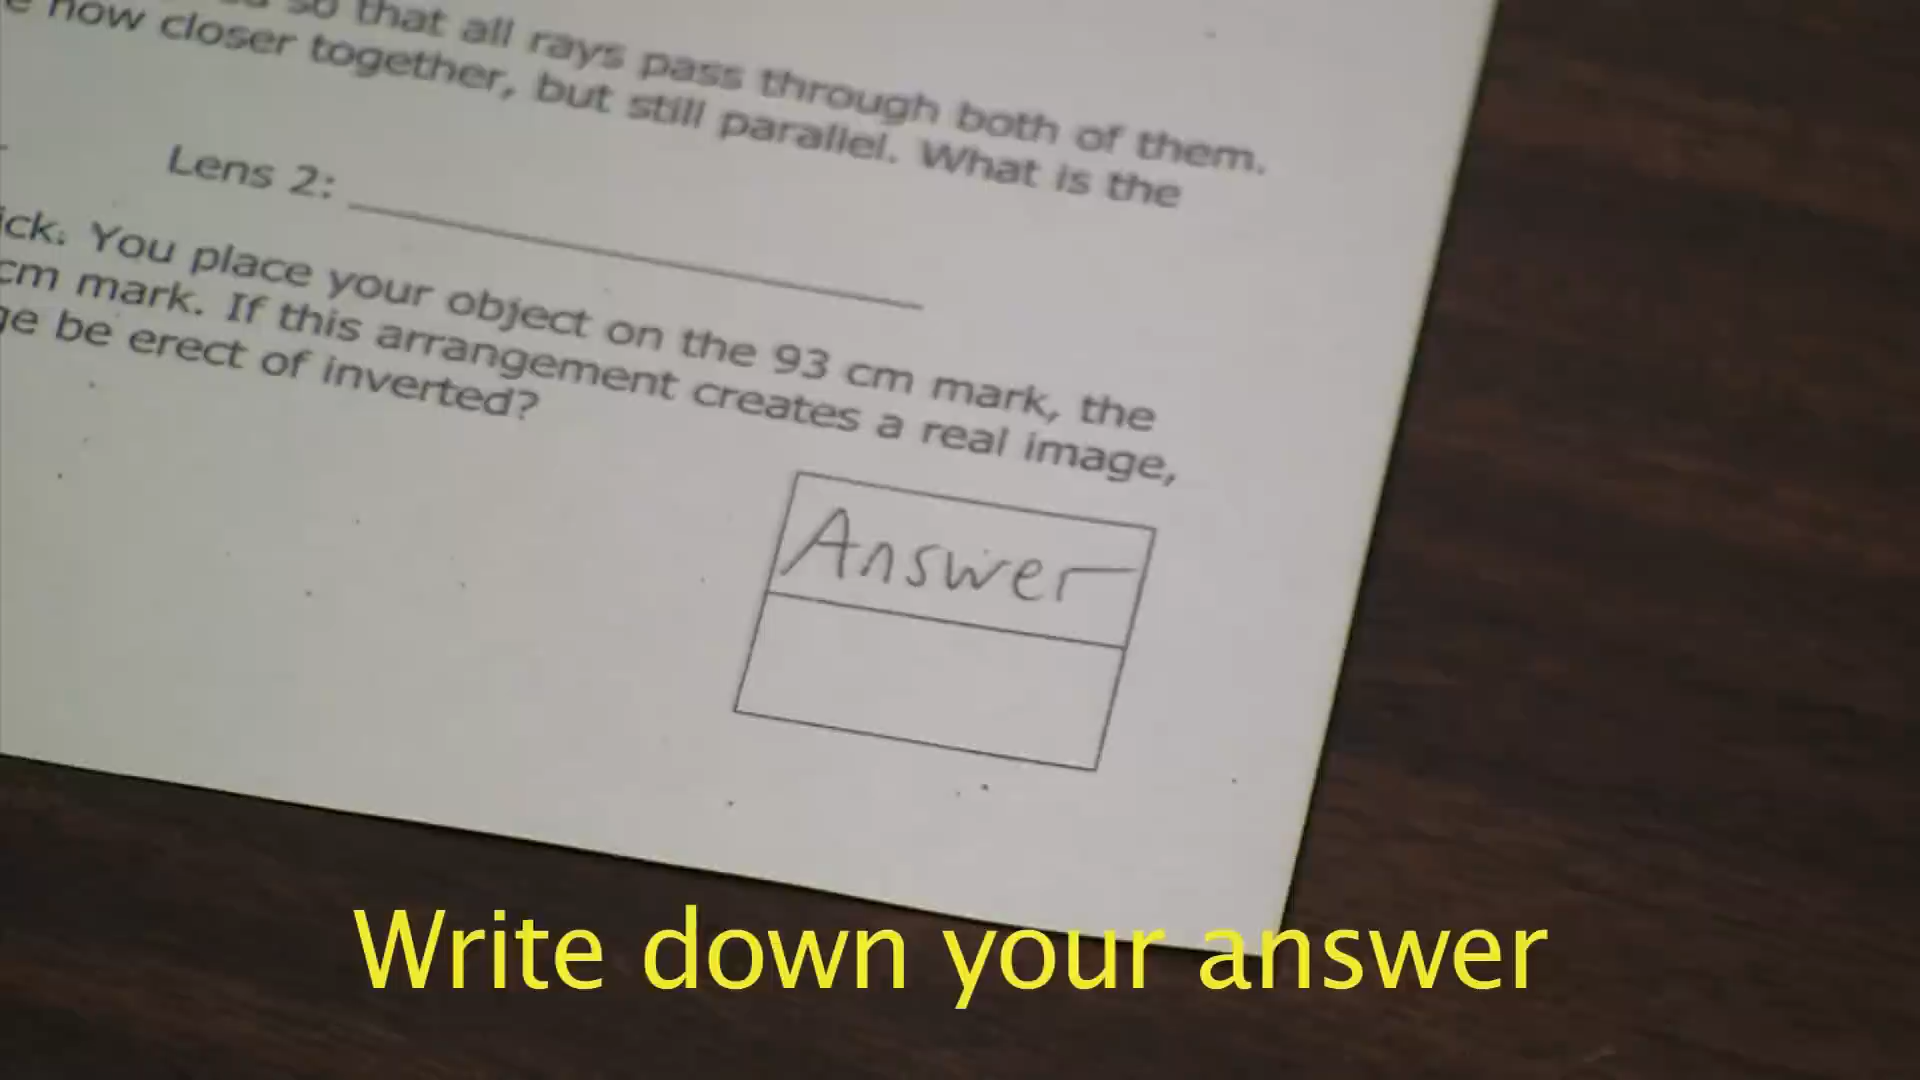 so that all rays pass through both of them.
now closer together, but still parallel. What is the
Lens 2:
You place your object on the 93 cm mark, the
cm mark. If this arrangement creates a real image,
be erect of inverted?
Answer
Write down your answer